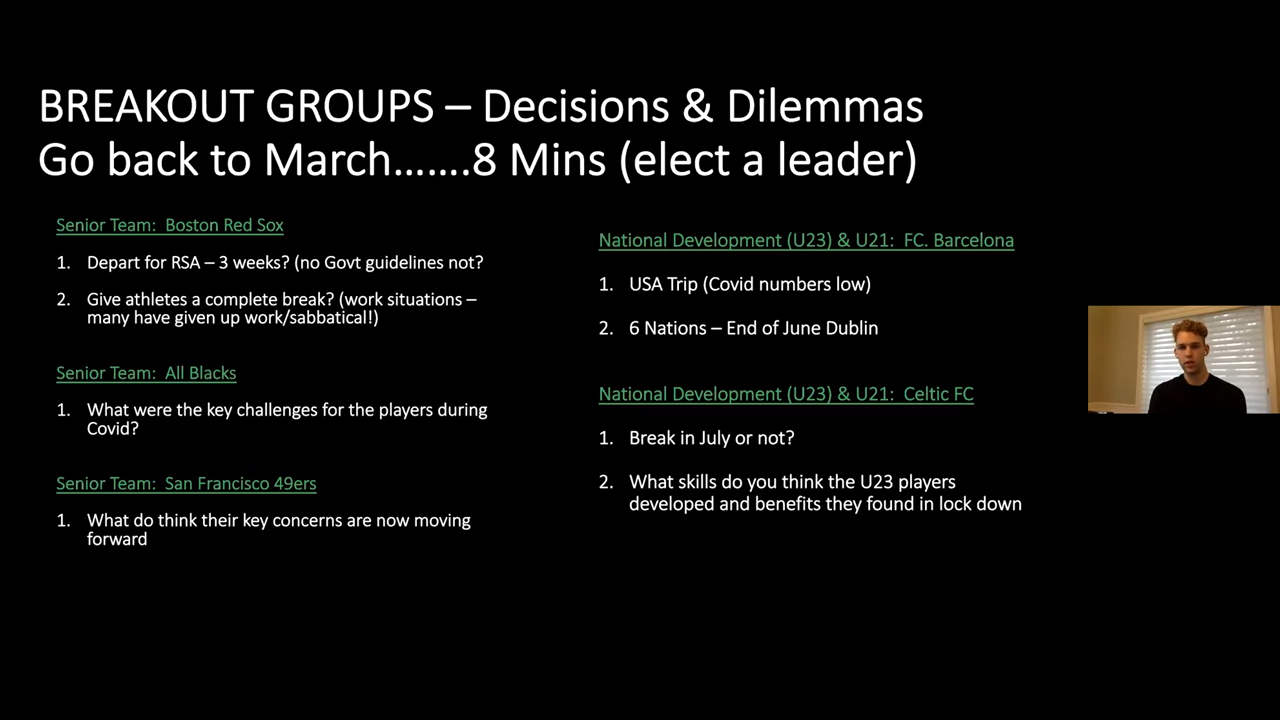 BREAKOUT GROUPS – Decisions & Dilemmas
Go back to March…….8 Mins (elect a leader)
Senior Team:  Boston Red Sox
1. Depart for RSA – 3 weeks? (no Govt guidelines not?
2. Give athletes a complete break? (work situations –
many have given up work/sabbatical!)
Senior Team:  All Blacks
1. What were the key challenges for the players during
Covid?
Senior Team:  San Francisco 49ers
1. What do think their key concerns are now moving
forward
National Development (U23) & U21:  FC. Barcelona
1. USA Trip (Covid numbers low)
2. 6 Nations – End of June Dublin
National Development (U23) & U21:  Celtic FC
1. Break in July or not?
2. What skills do you think the U23 players
developed and benefits they found in lock down